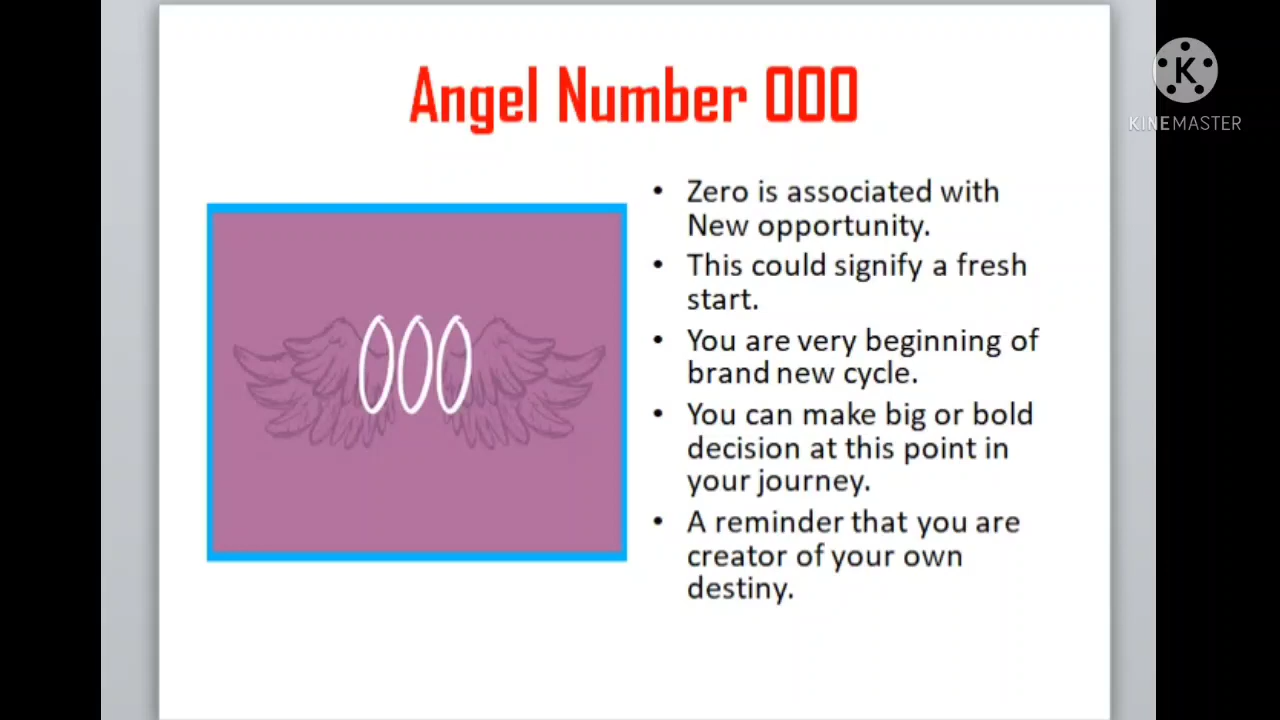 Angel Number 000
K
KINEMASTER
000
• Zero is associated with
New opportunity.
• This could signify a fresh
start.
• You are very beginning of
brand new cycle.
• You can make big or bold
decision at this point in
your journey.
• A reminder that you are
creator of your own
destiny.